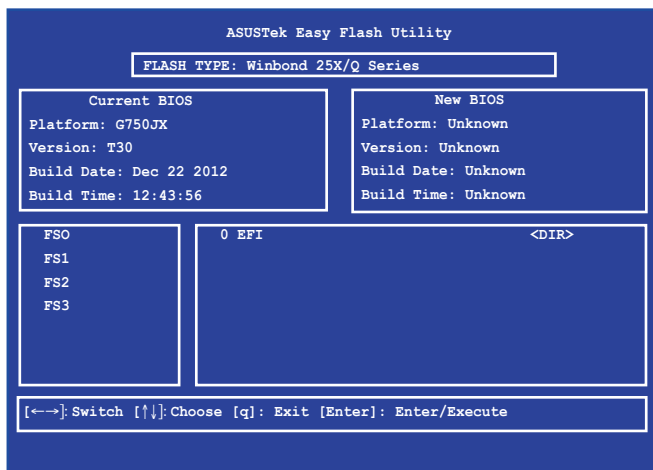 ASUSTek Easy Flash Utility
FLASH TYPE: Winbond 25X/Q Series
Current BIOS
Platform: G750JX
Version: T30
Build Date: Dec 22 2012
Build Time: 12:43:56
New BIOS
Platform: Unknown
Version: Unknown
Build Date: Unknown
Build Time: Unknown
FSO
FS1
FS2
FS3
0 EFI <DIR>
[←→]: Switch [↑↓]: Choose [q]: Exit [Enter]: Enter/Execute